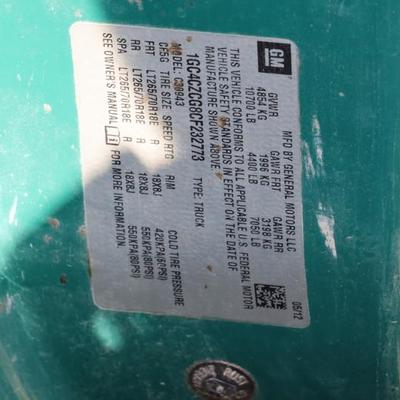 GM
MFD BY GENERAL MOTORS LLC
05/12
GVWR GAWR FRT GAWR RR
4854 KG 1996 KG 3198 KG
10700 LB 4400 LB 7050 LB
THIS VEHICLE CONFORMS TO ALL APPLICABLE U.S. FEDERAL MOTOR
VEHICLE SAFETY STANDARDS IN EFFECT ON THE DATE OF
MANUFACTURE SHOWN ABOVE.
1GC4CZCG8CF232773 TYPE: TRUCK
MODEL: C30943
TIRE SIZE SPEED RTG RIM COLD TIRE PRESSURE
FRT LT265/70R18E R 18X8J 420KPA(60PSI)
RR LT265/70R18E R 18X8J 550KPA(80PSI)
SPA LT265/70R18E R 18X8J 550KPA(80PSI)
SEE OWNER'S MANUAL